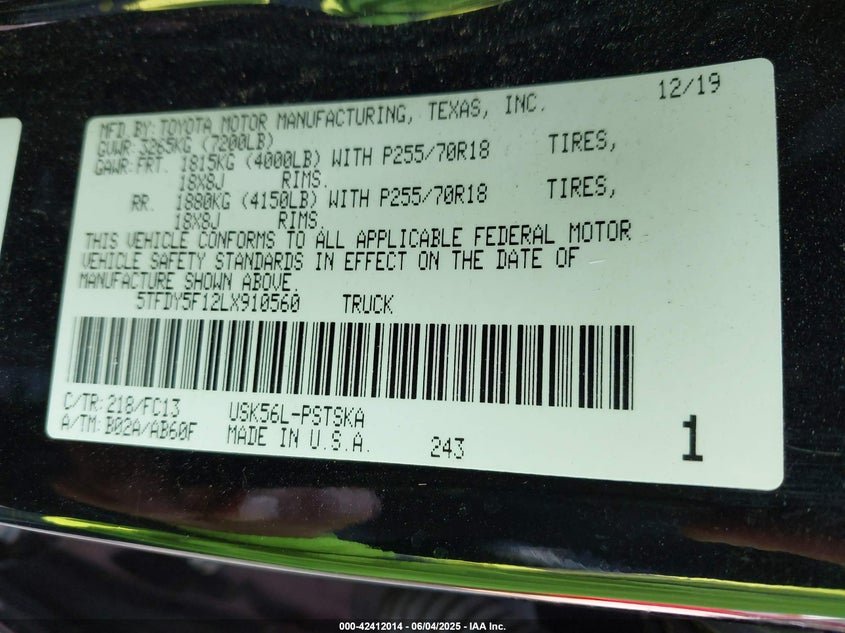 12/19
MFD.BY:TOYOTA MOTOR MANUFACTURING, TEXAS, INC.
GVWR:3265KG (7200LB)
GAWR:FRT. 1815KG (4000LB) WITH P255/70R18 TIRES,
18X8J RIMS.
RR. 1880KG (4150LB) WITH P255/70R18 TIRES,
18X8J RIMS.
THIS VEHICLE CONFORMS TO ALL APPLICABLE FEDERAL MOTOR
VEHICLE SAFETY STANDARDS IN EFFECT ON THE DATE OF
MANUFACTURE SHOWN ABOVE.
5TFDY5F12LX910560 TRUCK
C/TR:218/FC13 USK56L-PSTSKA
A/TM:B02A/AB60F MADE IN U.S.A. 243 1
000-42412014 - 06/04/2025 - IAA Inc.